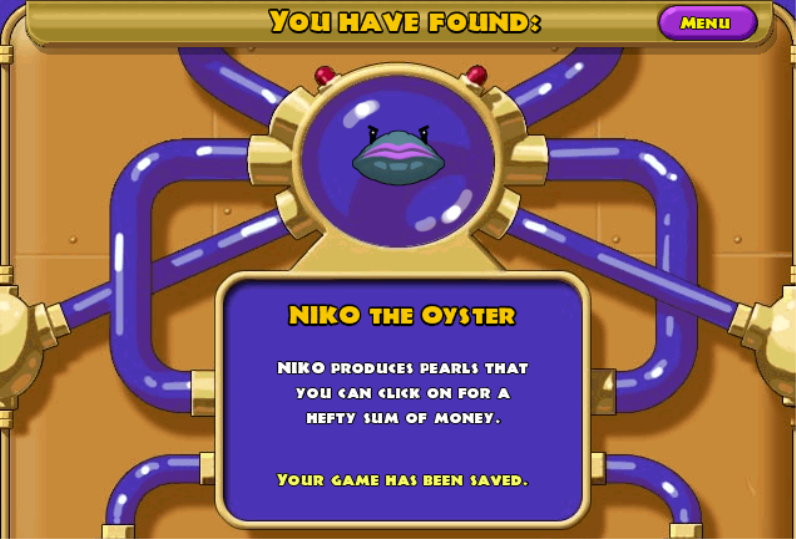 YOU HAVE FOUND:
MENU
NIKO THE OYSTER
NIKO PRODUCES PEARLS THAT
YOU CAN CLICK ON FOR A
HEFTY SUM OF MONEY.
YOUR GAME HAS BEEN SAVED.